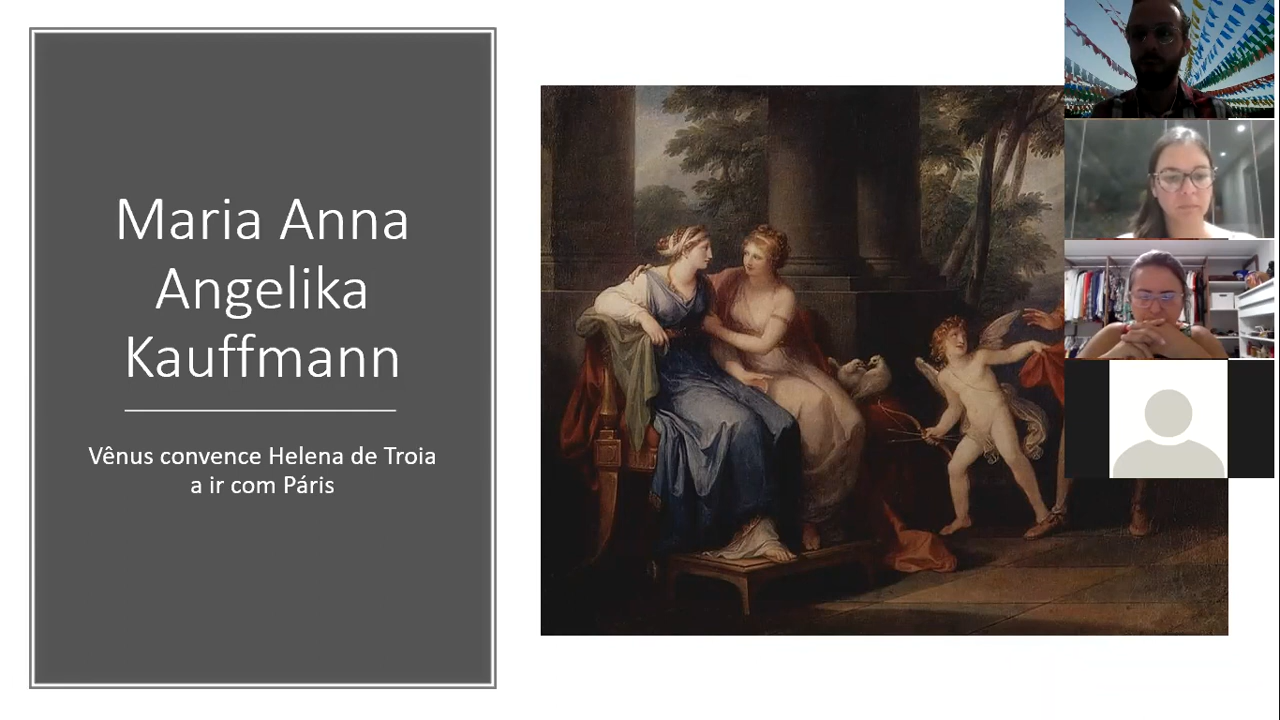 Maria Anna
Angelika
Kauffmann
Vênus convence Helena de Troia
a ir com Páris